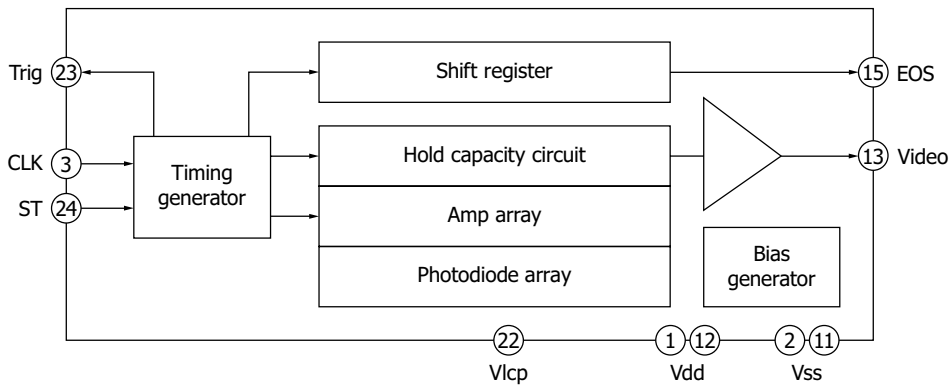 Trig 23
Shift register
15 EOS
CLK 3
Timing
generator
Hold capacity circuit
13 Video
ST 24
Amp array
Photodiode array
Bias
generator
22
1 12
2 11
Vlcp
Vdd
Vss